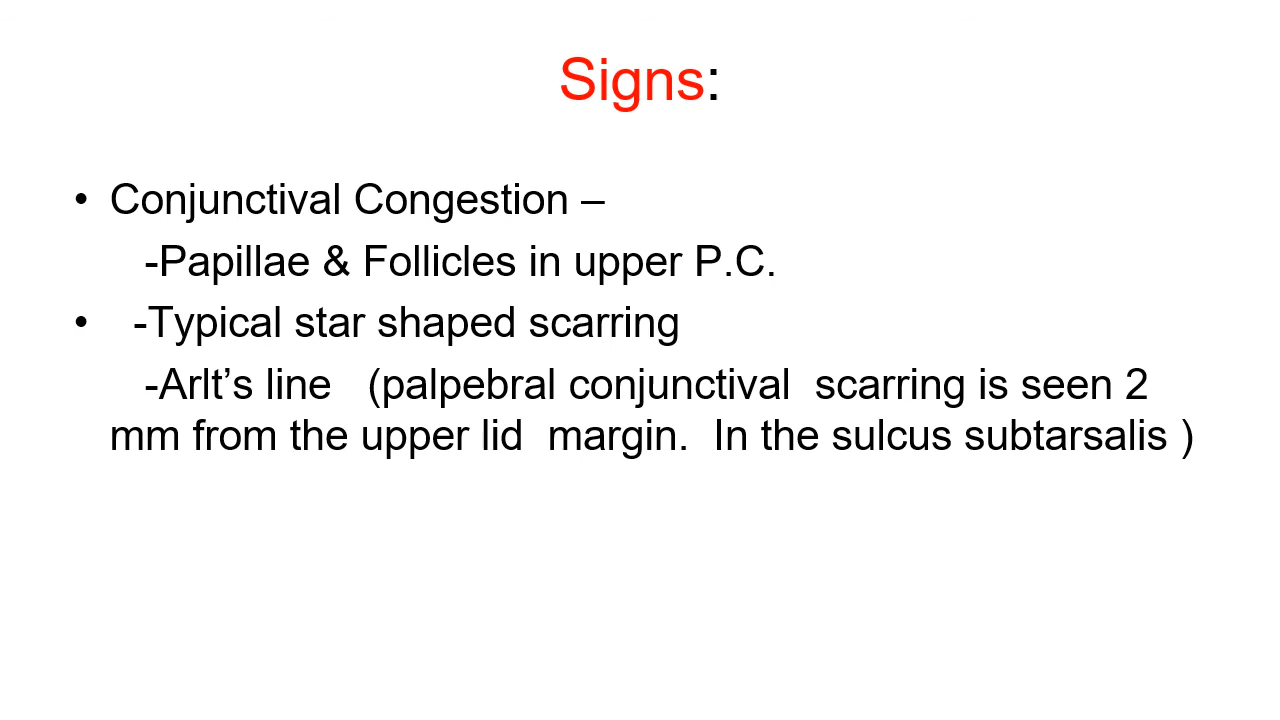 Signs:
• Conjunctival Congestion –
-Papillae & Follicles in upper P.C.
• -Typical star shaped scarring
-Arlt’s line (palpebral conjunctival scarring is seen 2
mm from the upper lid margin. In the sulcus subtarsalis )